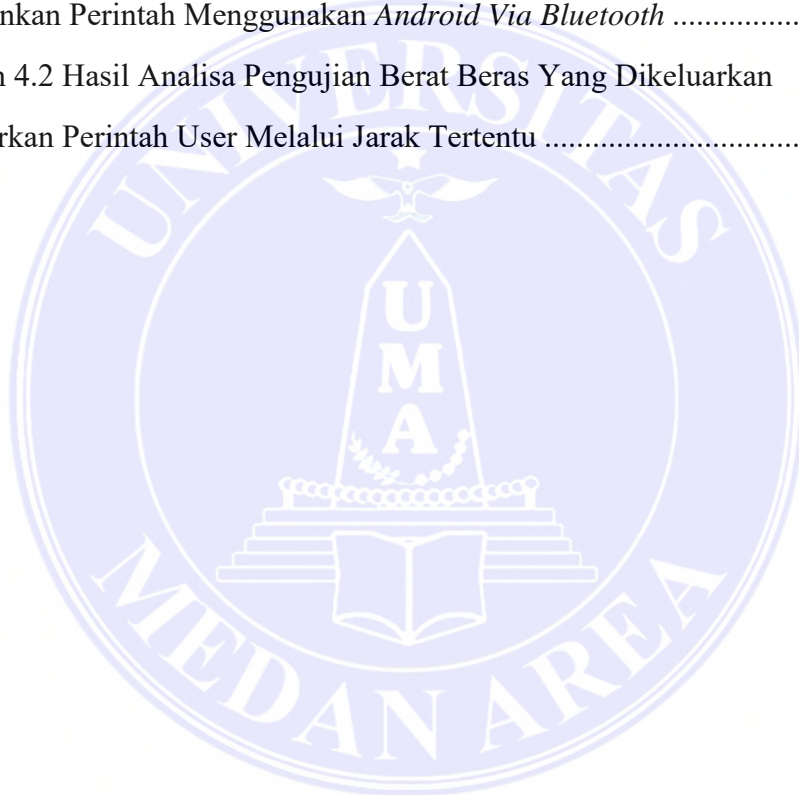 nkan Perintah Menggunakan Android Via Bluetooth ................
4.2 Hasil Analisa Pengujian Berat Beras Yang Dikeluarkan
rkan Perintah User Melalui Jarak Tertentu ................................
UNIVERSITAS
UMA
MEDAN AREA